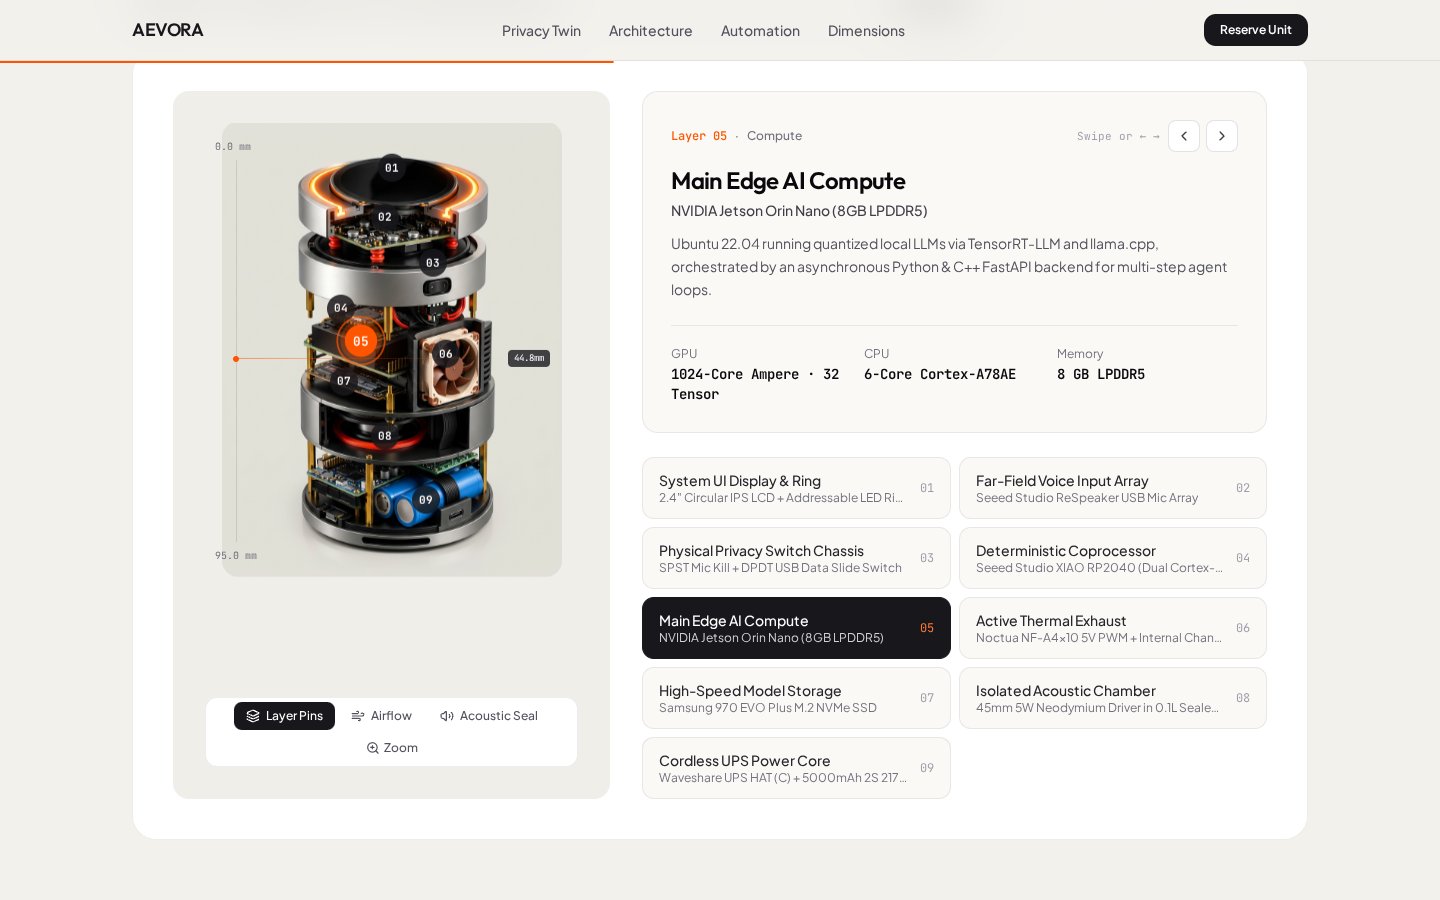 AEVORA
Privacy Twin
Architecture
Automation
Dimensions
Reserve Unit
0.0 mm
01
02
03
04
05
06
44.8mm
07
08
09
95.0 mm
Layer Pins
Airflow
Acoustic Seal
Zoom
Layer 05 · Compute
Swipe or ← →
Main Edge AI Compute
NVIDIA Jetson Orin Nano (8GB LPDDR5)
Ubuntu 22.04 running quantized local LLMs via TensorRT-LLM and llama.cpp,
orchestrated by an asynchronous Python & C++ FastAPI backend for multi-step agent
loops.
GPU
1024-Core Ampere · 32
Tensor
CPU
6-Core Cortex-A78AE
Memory
8 GB LPDDR5
System UI Display & Ring
2.4" Circular IPS LCD + Addressable LED Ri...
01
Far-Field Voice Input Array
Seeed Studio ReSpeaker USB Mic Array
02
Physical Privacy Switch Chassis
SPST Mic Kill + DPDT USB Data Slide Switch
03
Deterministic Coprocessor
Seeed Studio XIAO RP2040 (Dual Cortex-...
04
Main Edge AI Compute
NVIDIA Jetson Orin Nano (8GB LPDDR5)
05
Active Thermal Exhaust
Noctua NF-A4x10 5V PWM + Internal Chan...
06
High-Speed Model Storage
Samsung 970 EVO Plus M.2 NVMe SSD
07
Isolated Acoustic Chamber
45mm 5W Neodymium Driver in 0.1L Seale...
08
Cordless UPS Power Core
Waveshare UPS HAT (C) + 5000mAh 2S 217...
09